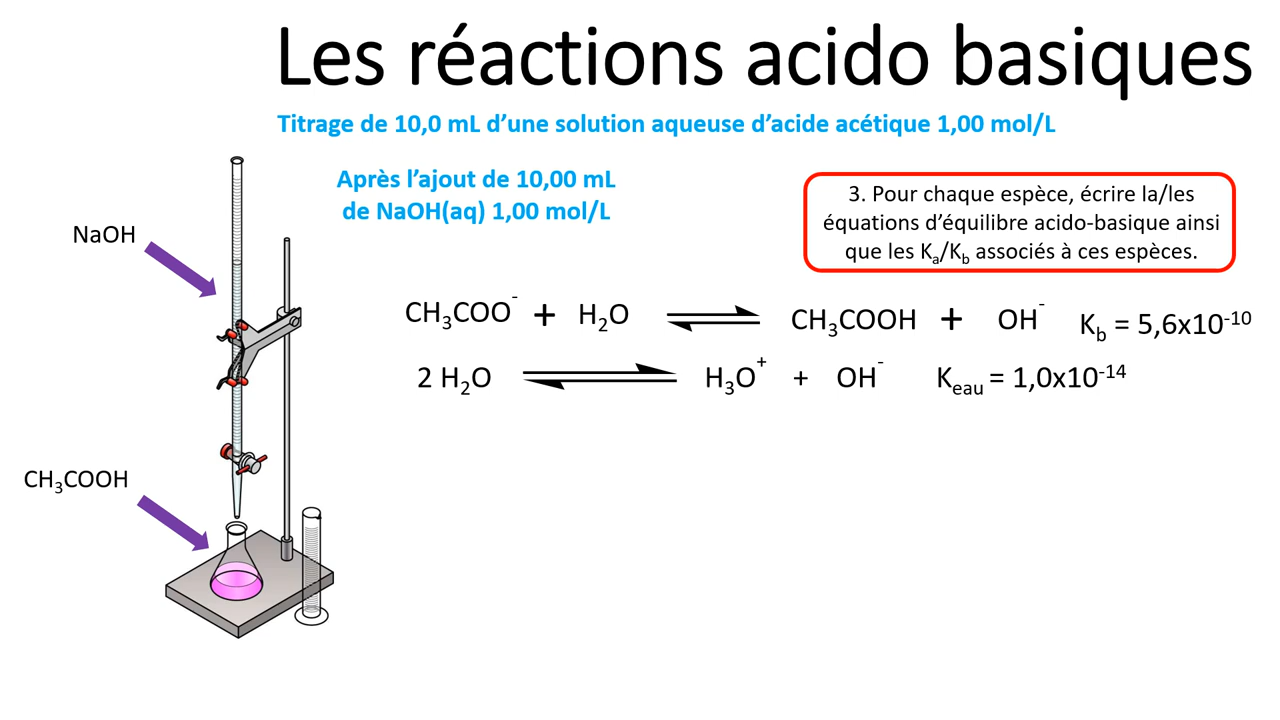 Les réactions acido basiques
Titrage de 10,0 mL d’une solution aqueuse d’acide acétique 1,00 mol/L
Après l’ajout de 10,00 mL
de NaOH(aq) 1,00 mol/L
3. Pour chaque espèce, écrire la/les
équations d’équilibre acido-basique ainsi
que les Ka/Kb associés à ces espèces.
NaOH
CH₃COO⁻ + H₂O ⇌ CH₃COOH + OH⁻ Kb = 5,6x10⁻¹⁰
2 H₂O ⇌ H₃O⁺ + OH⁻ Keau = 1,0x10⁻¹⁴
CH₃COOH